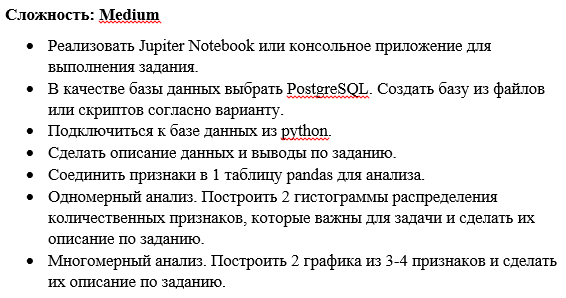 Сложность: Medium
• Реализовать Jupiter Notebook или консольное приложение для
выполнения задания.
• В качестве базы данных выбрать PostgreSQL. Создать базу из файлов
или скриптов согласно варианту.
• Подключиться к базе данных из python.
• Сделать описание данных и выводы по заданию.
• Соединить признаки в 1 таблицу pandas для анализа.
• Одномерный анализ. Построить 2 гистограммы распределения
количественных признаков, которые важны для задачи и сделать их
описание по заданию.
• Многомерный анализ. Построить 2 графика из 3-4 признаков и сделать
их описание по заданию.